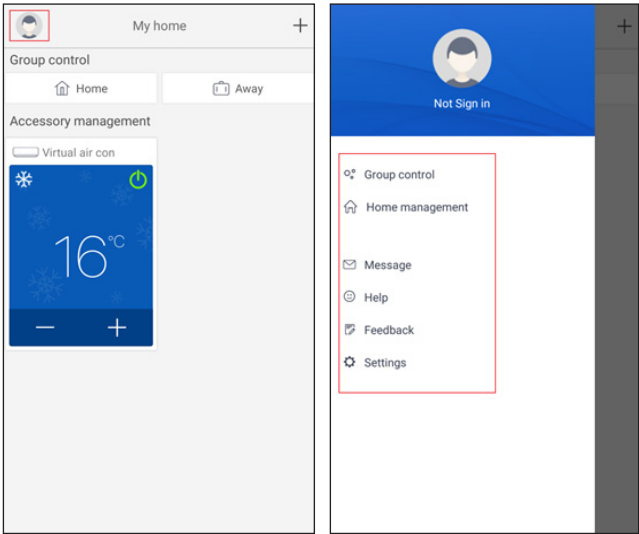 My home
+
Group control
Home
Away
Accessory management
Virtual air con
16°C
− +
+
Not Sign in
Group control
Home management
Message
Help
Feedback
Settings